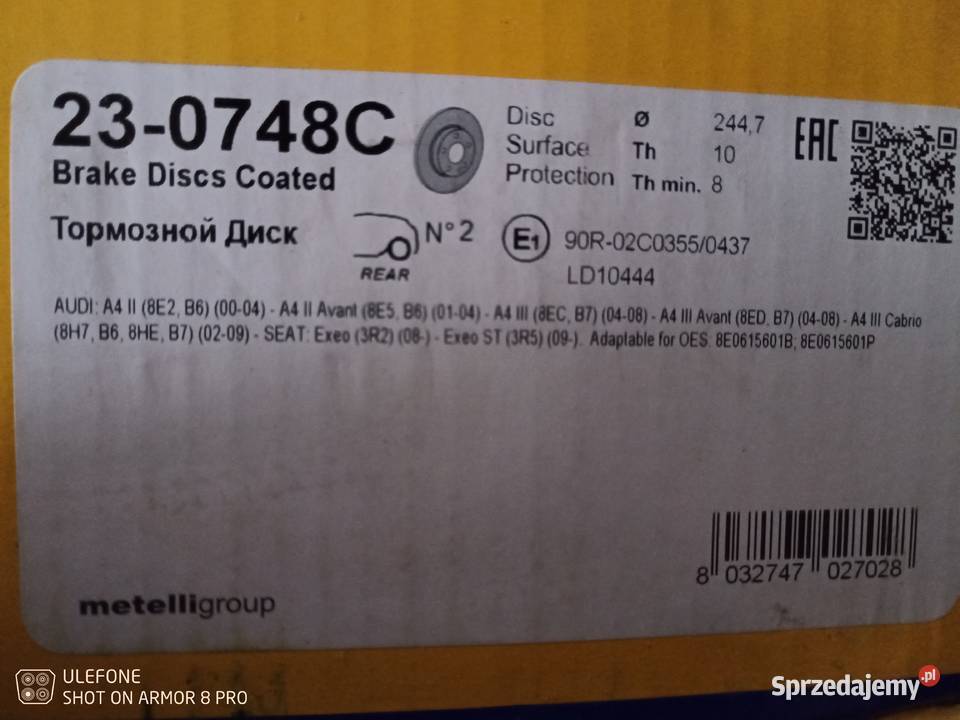 23-0748C
Brake Discs Coated
Disc
Surface
Protection
Ø 244,7
Th 10
Th min. 8
EAC
Тормозной Диск
REAR
N° 2
E1
90R-02C0355/0437
LD10444
AUDI: A4 II (8E2, B6) (00-04) - A4 II Avant (8E5, B6) (01-04) - A4 III (8EC, B7) (04-08) - A4 III Avant (8ED, B7) (04-08) - A4 III Cabrio
(8H7, B6, 8HE, B7) (02-09) - SEAT: Exeo (3R2) (08-) - Exeo ST (3R5) (09-). Adaptable for OES: 8E0615601B; 8E0615601P
8 032747 027028
metelligroup
ULEFONE
SHOT ON ARMOR 8 PRO
Sprzedajemy.pl